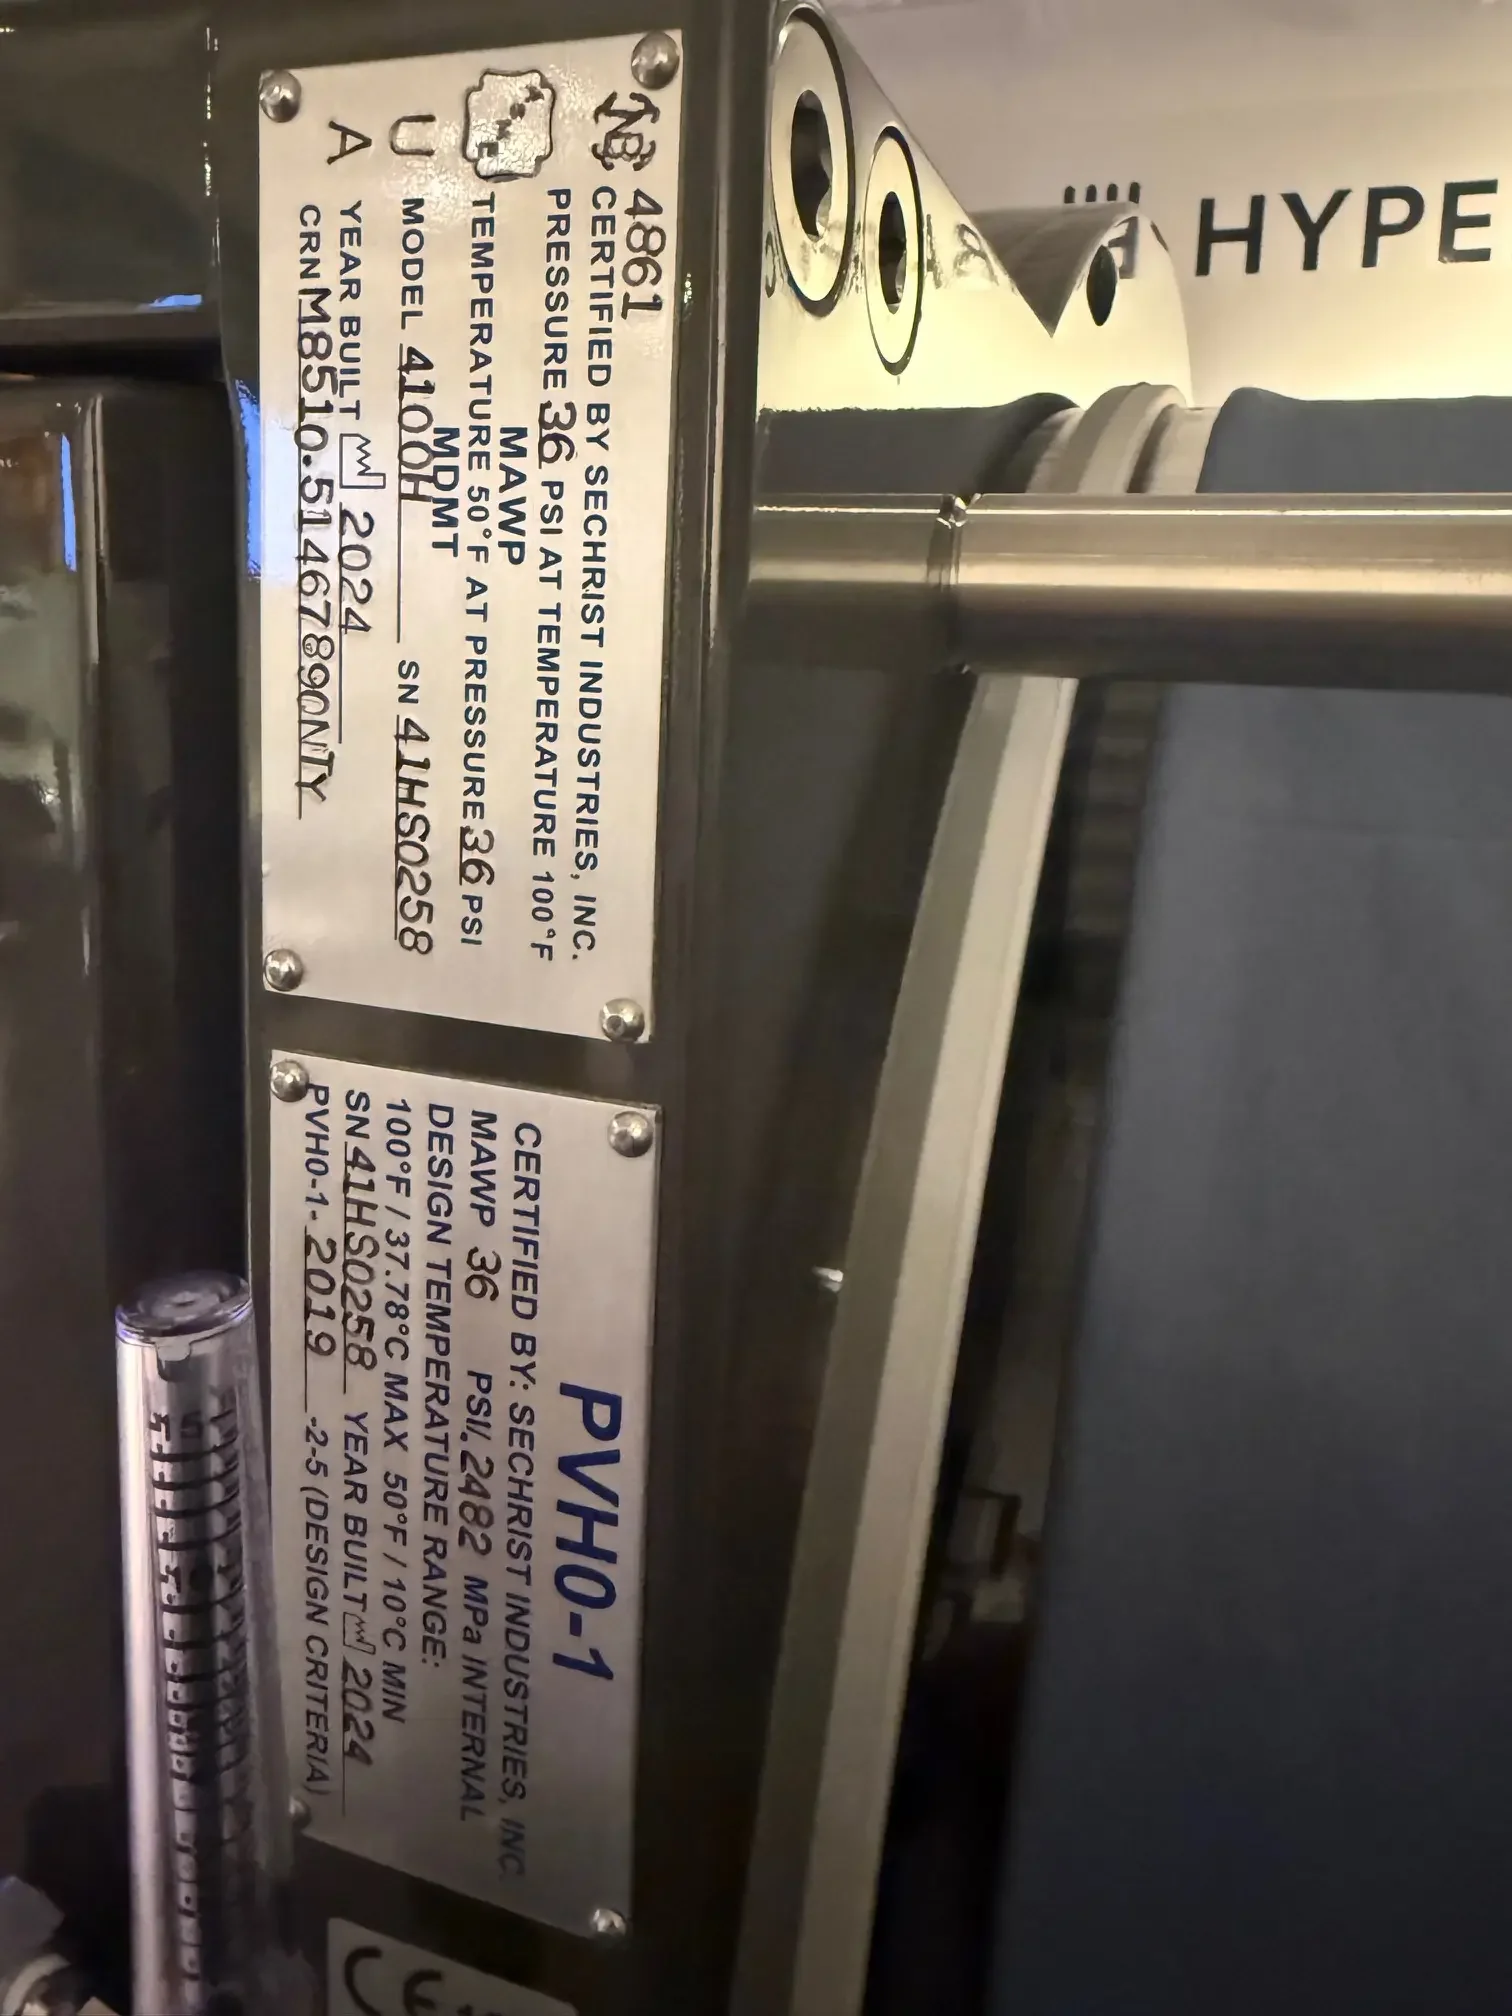 NB 4861
CERTIFIED BY SECHRIST INDUSTRIES, INC.
PRESSURE 36 PSI AT TEMPERATURE 100°F
MAWP
TEMPERATURE 50°F AT PRESSURE 36 PSI
MDMT
U MODEL 4100H SN 41HS0258
A YEAR BUILT 2024
CRN M8510.51467890NTY
PVH0-1
CERTIFIED BY: SECHRIST INDUSTRIES, INC.
MAWP 36 PSI/.2482 MPa INTERNAL
DESIGN TEMPERATURE RANGE:
100°F / 37.78°C MAX 50°F / 10°C MIN
SN 41HS0258 YEAR BUILT 2024
PVH0-1- 2019 -2-5 (DESIGN CRITERIA)
HYPE
CE